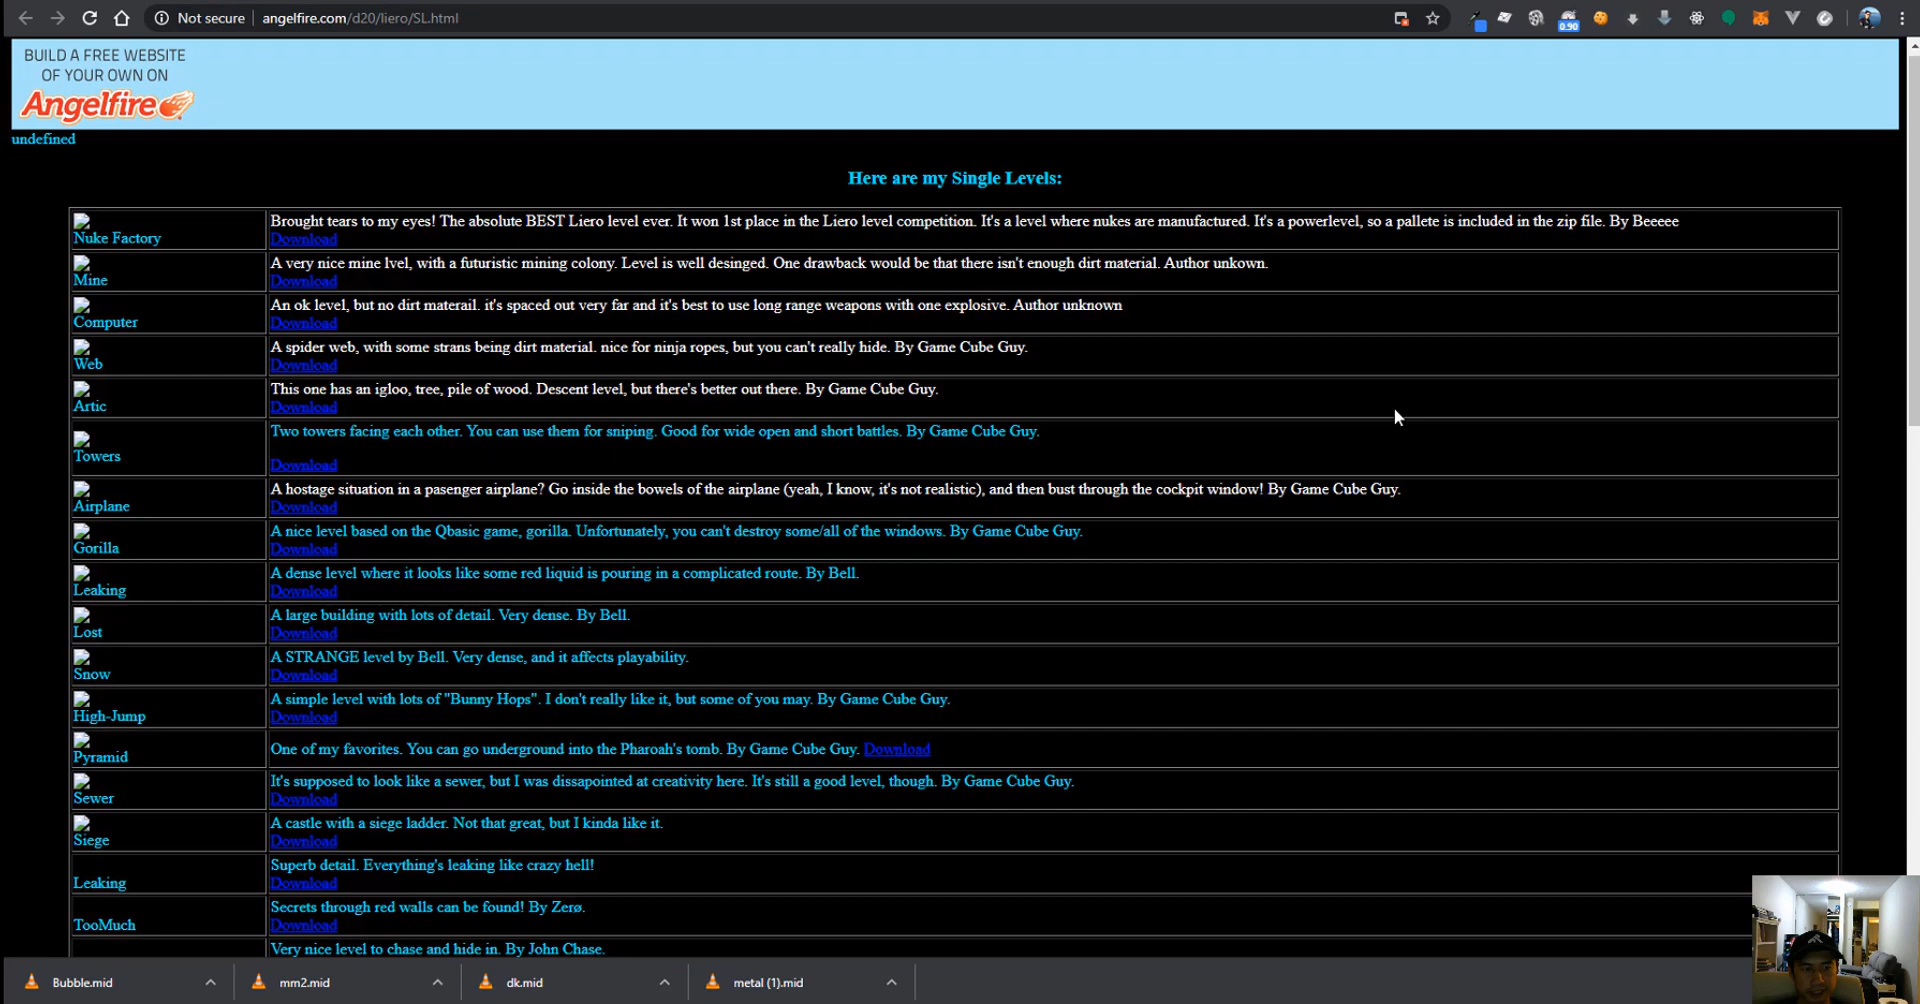 Not secure angelfire.com/d20/liero/SL.html
0.90
BUILD A FREE WEBSITE
OF YOUR OWN ON
Angelfire
undefined
Here are my Single Levels:
Nuke Factory
Brought tears to my eyes! The absolute BEST Liero level ever. It won 1st place in the Liero level competition. It's a level where nukes are manufactured. It's a powerlevel, so a pallete is included in the zip file. By Beeeee
Download
Mine
A very nice mine lvel, with a futuristic mining colony. Level is well desinged. One drawback would be that there isn't enough dirt material. Author unkown.
Download
Computer
An ok level, but no dirt materail. it's spaced out very far and it's best to use long range weapons with one explosive. Author unknown
Download
Web
A spider web, with some strans being dirt material. nice for ninja ropes, but you can't really hide. By Game Cube Guy.
Download
Artic
This one has an igloo, tree, pile of wood. Descent level, but there's better out there. By Game Cube Guy.
Download
Towers
Two towers facing each other. You can use them for sniping. Good for wide open and short battles. By Game Cube Guy.
Download
Airplane
A hostage situation in a pasenger airplane? Go inside the bowels of the airplane (yeah, I know, it's not realistic), and then bust through the cockpit window! By Game Cube Guy.
Download
Gorilla
A nice level based on the Qbasic game, gorilla. Unfortunately, you can't destroy some/all of the windows. By Game Cube Guy.
Download
Leaking
A dense level where it looks like some red liquid is pouring in a complicated route. By Bell.
Download
Lost
A large building with lots of detail. Very dense. By Bell.
Download
Snow
A STRANGE level by Bell. Very dense, and it affects playability.
Download
High-Jump
A simple level with lots of "Bunny Hops". I don't really like it, but some of you may. By Game Cube Guy.
Download
Pyramid
One of my favorites. You can go underground into the Pharoah's tomb. By Game Cube Guy. Download
Sewer
It's supposed to look like a sewer, but I was dissapointed at creativity here. It's still a good level, though. By Game Cube Guy.
Download
Siege
A castle with a siege ladder. Not that great, but I kinda like it.
Download
Leaking
Superb detail. Everything's leaking like crazy hell!
Download
TooMuch
Secrets through red walls can be found! By Zerø.
Download
Very nice level to chase and hide in. By John Chase.
Bubble.mid
mm2.mid
dk.mid
metal (1).mid